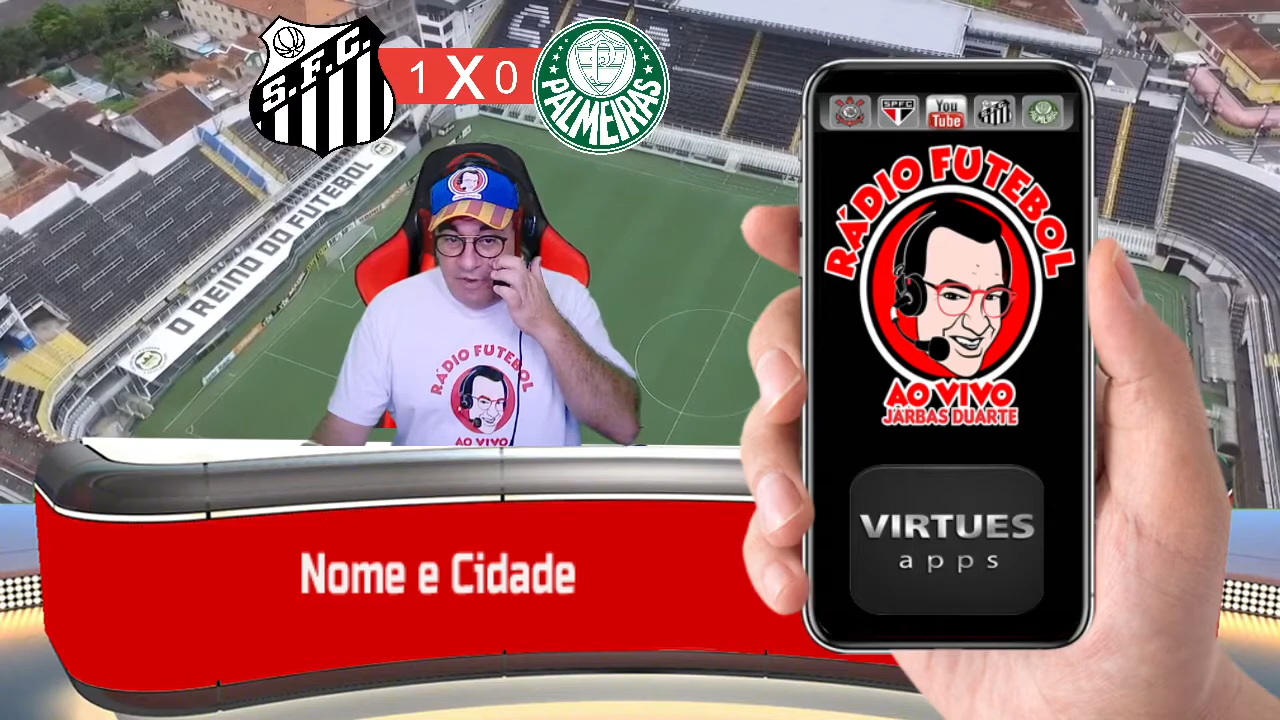 S.F.C.
1 X 0
PALMEIRAS
O REINO DO FUTEBOL
RÁDIO FUTEBOL
AO VIVO
SPFC
You
Tube
RÁDIO FUTEBOL
AO VIVO
JARBAS DUARTE
VIRTUES
apps
Nome e Cidade